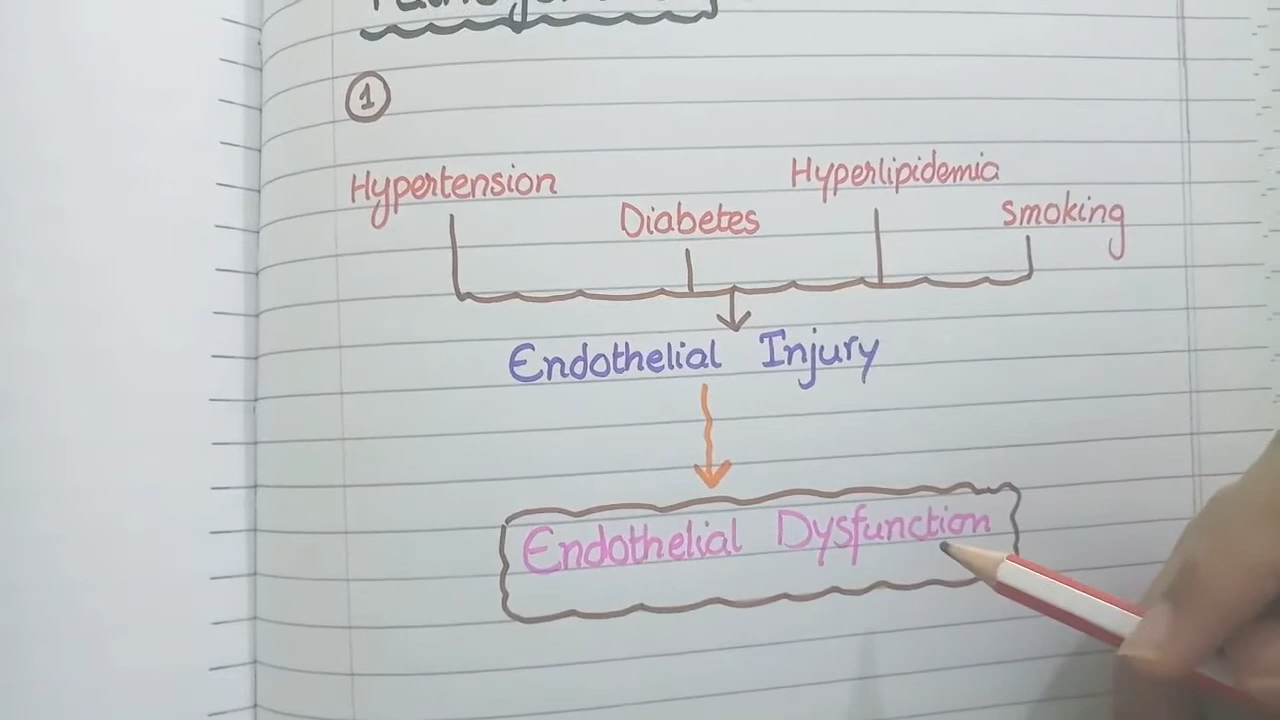 1
Hypertension
Diabetes
Hyperlipidemia
Smoking
Endothelial Injury
Endothelial Dysfunction